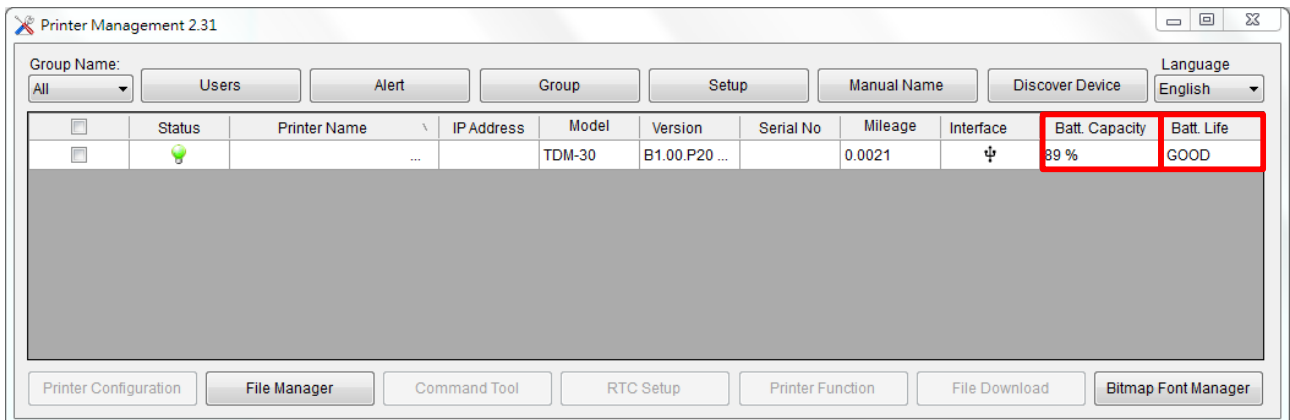 Printer Management 2.31
Group Name:
Language
All
Users
Alert
Group
Setup
Manual Name
Discover Device
English
Status
Printer Name
IP Address
Model
Version
Serial No
Mileage
Interface
Batt. Capacity
Batt. Life
...
TDM-30
B1.00.P20 ...
0.0021
89 %
GOOD
Printer Configuration
File Manager
Command Tool
RTC Setup
Printer Function
File Download
Bitmap Font Manager